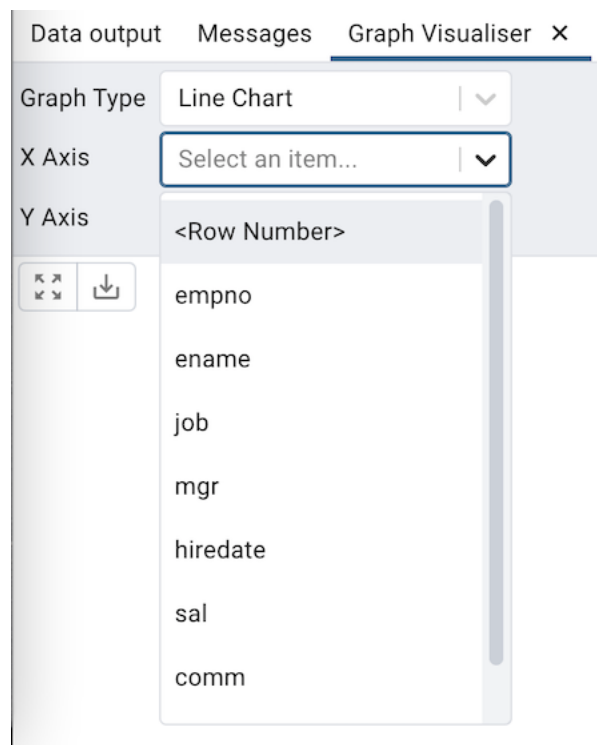 Data output Messages Graph Visualiser ×
Graph Type Line Chart
X Axis Select an item...
Y Axis
<Row Number>
empno
ename
job
mgr
hiredate
sal
comm